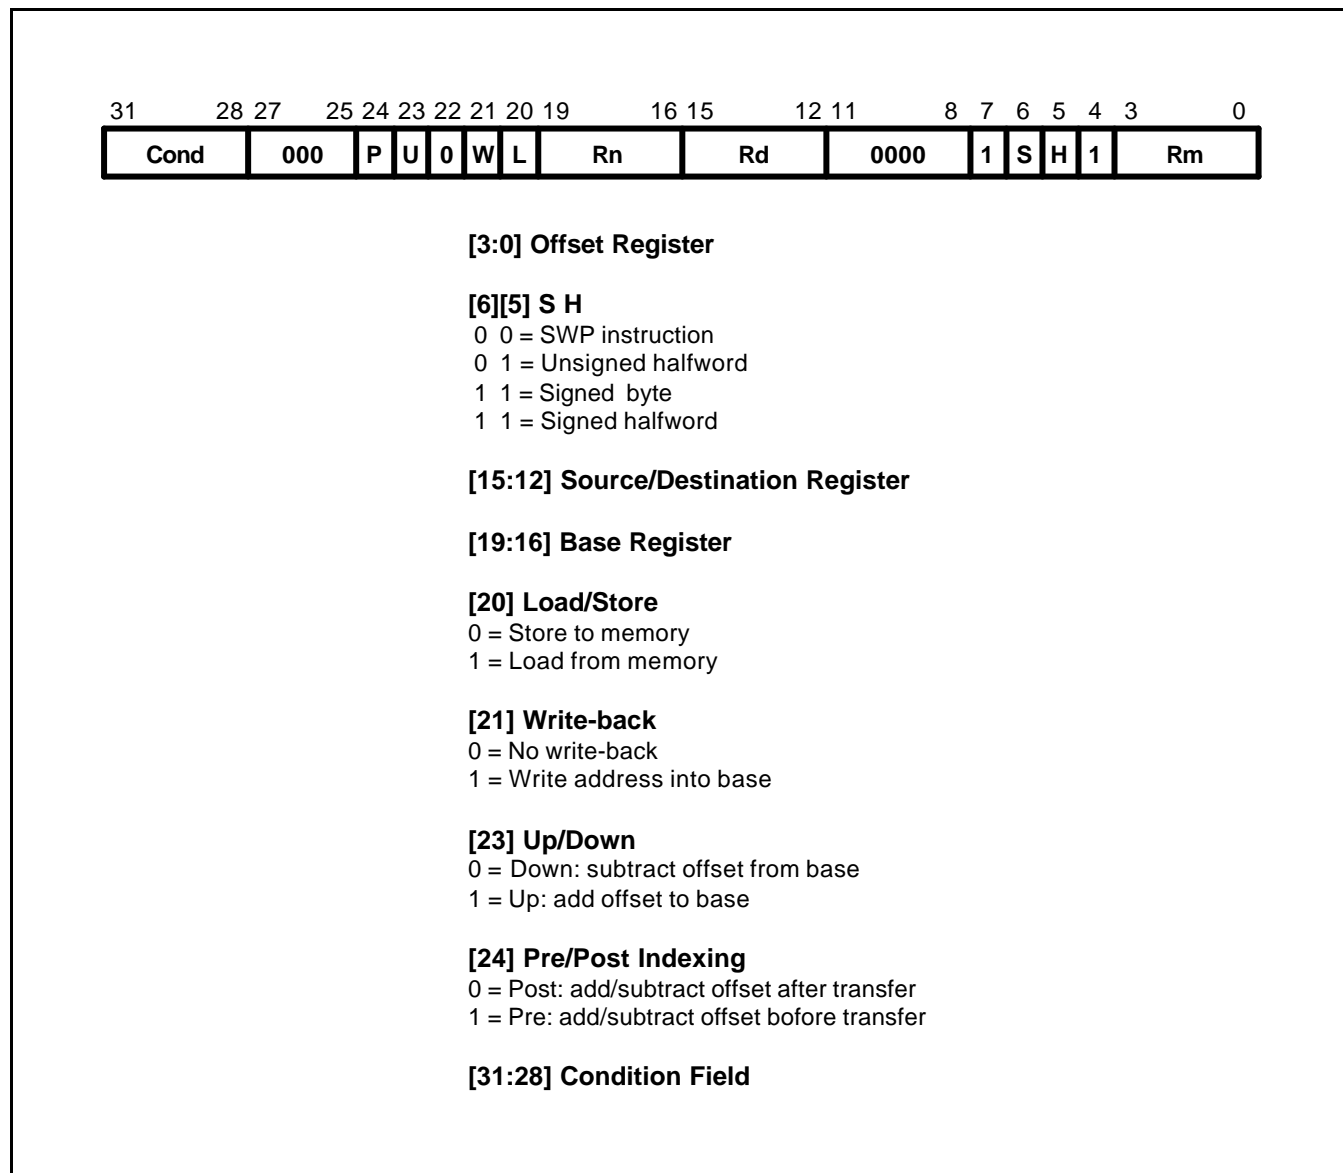 31 28 27 25 24 23 22 21 20 19 16 15 12 11 8 7 6 5 4 3 0
Cond 000 P U 0 W L Rn Rd 0000 1 S H 1 Rm
[3:0] Offset Register
[6][5] S H
0 0 = SWP instruction
0 1 = Unsigned halfword
1 1 = Signed byte
1 1 = Signed halfword
[15:12] Source/Destination Register
[19:16] Base Register
[20] Load/Store
0 = Store to memory
1 = Load from memory
[21] Write-back
0 = No write-back
1 = Write address into base
[23] Up/Down
0 = Down: subtract offset from base
1 = Up: add offset to base
[24] Pre/Post Indexing
0 = Post: add/subtract offset after transfer
1 = Pre: add/subtract offset bofore transfer
[31:28] Condition Field